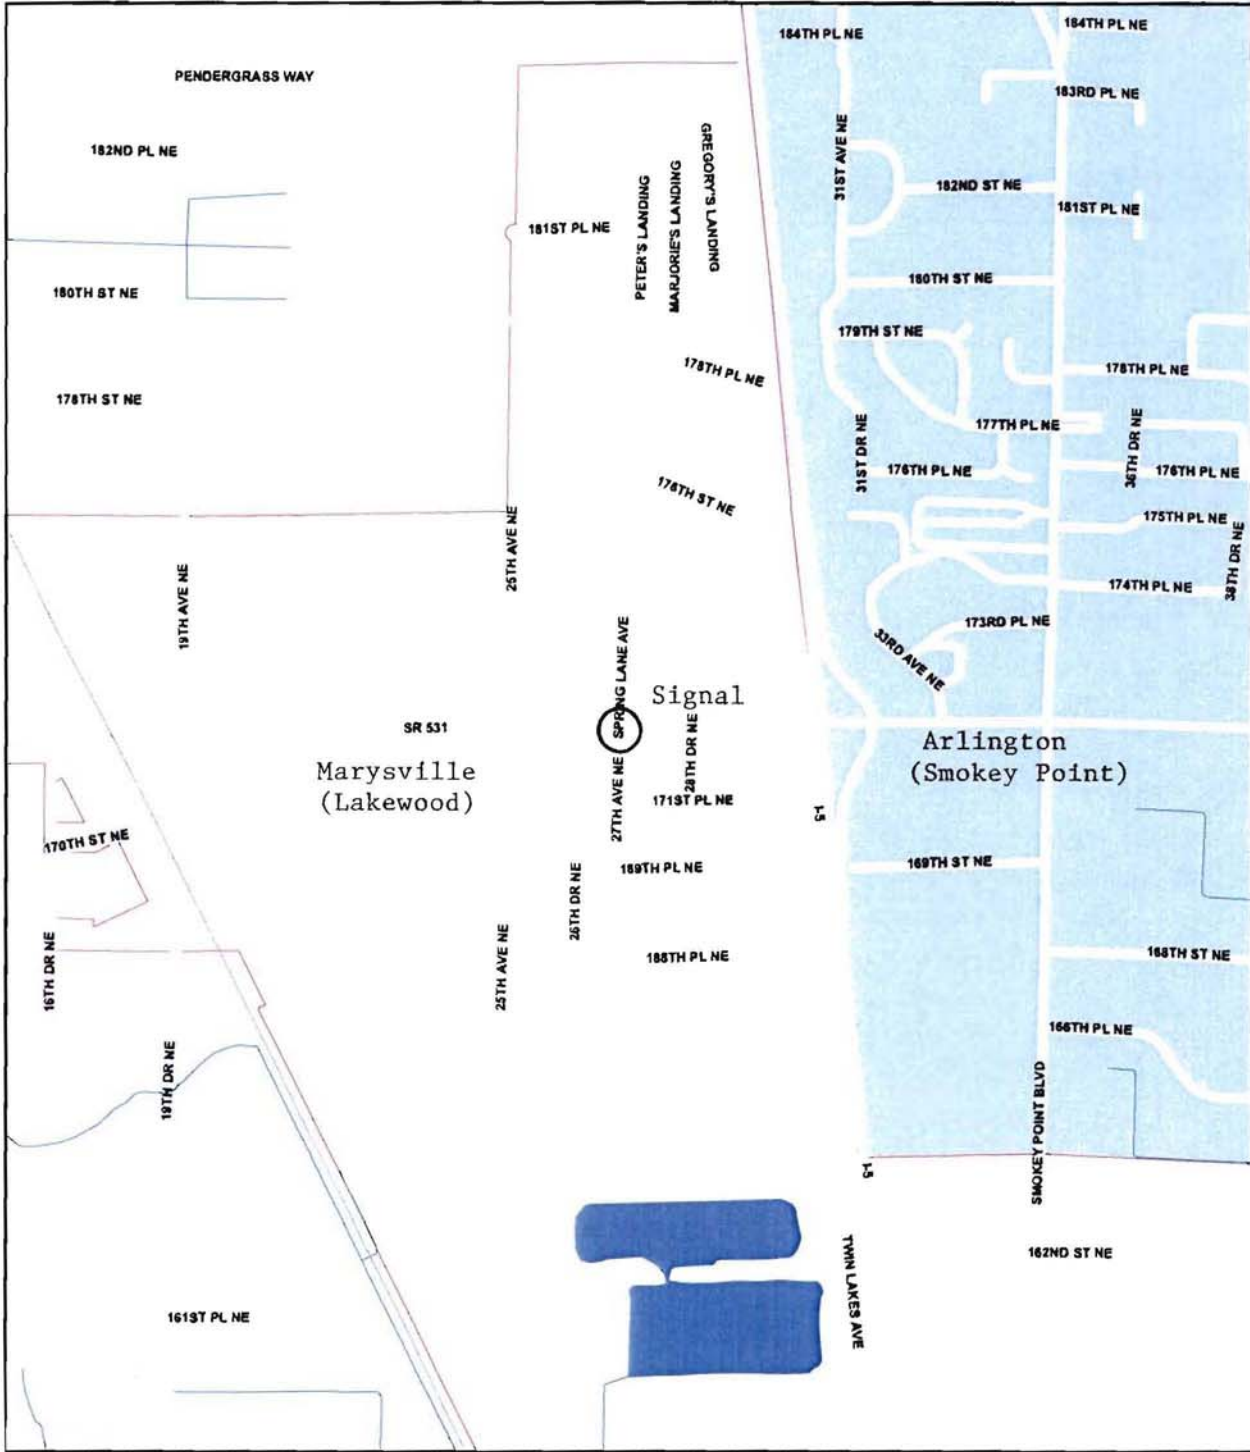 184TH PL NE
184TH PL NE
PENDERGRASS WAY
183RD PL NE
182ND PL NE
31ST AVE NE
GREGORY'S LANDING
MARJORIE'S LANDING
PETER'S LANDING
182ND ST NE
181ST PL NE
181ST PL NE
180TH ST NE
180TH ST NE
179TH ST NE
178TH PL NE
178TH PL NE
178TH ST NE
177TH PL NE
36TH DR NE
31ST DR NE
176TH PL NE
176TH PL NE
176TH ST NE
175TH PL NE
25TH AVE NE
38TH DR NE
174TH PL NE
19TH AVE NE
173RD PL NE
33RD AVE NE
SPRING LANE AVE
Signal
SR 531
28TH DR NE
Arlington
(Smokey Point)
Marysville
(Lakewood)
27TH AVE NE
171ST PL NE
I-5
170TH ST NE
169TH PL NE
169TH ST NE
26TH DR NE
25TH AVE NE
168TH PL NE
168TH ST NE
16TH DR NE
166TH PL NE
19TH DR NE
SMOKEY POINT BLVD
I-5
TWIN LAKES AVE
162ND ST NE
161ST PL NE